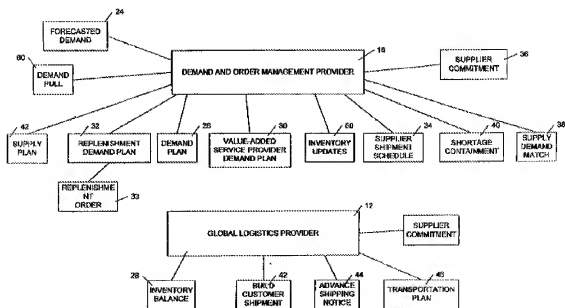 24
FORECASTED
DEMAND
60
DEMAND
PULL
16
DEMAND AND ORDER MANAGEMENT PROVIDER
SUPPLIER
COMMITMENT
36
42
SUPPLY
PLAN
32
REPLENISHMENT
DEMAND PLAN
DEMAND
PLAN
30
VALUE-ADDED
SERVICE PROVIDER
DEMAND PLAN
INVENTORY
UPDATES
34
SUPPLIER
SHIPMENT
SCHEDULE
40
SHORTAGE
CONTAINMENT
38
SUPPLY
DEMAND
MATCH
REPLENISHME
NT ORDER
33
12
GLOBAL LOGISTICS PROVIDER
SUPPLIER
COMMITMENT
28
INVENTORY
BALANCE
42
BUILD
CUSTOMER
SHIPMENT
44
ADVANCE
SHIPPING
NOTICE
TRANSPORTATION
PLAN